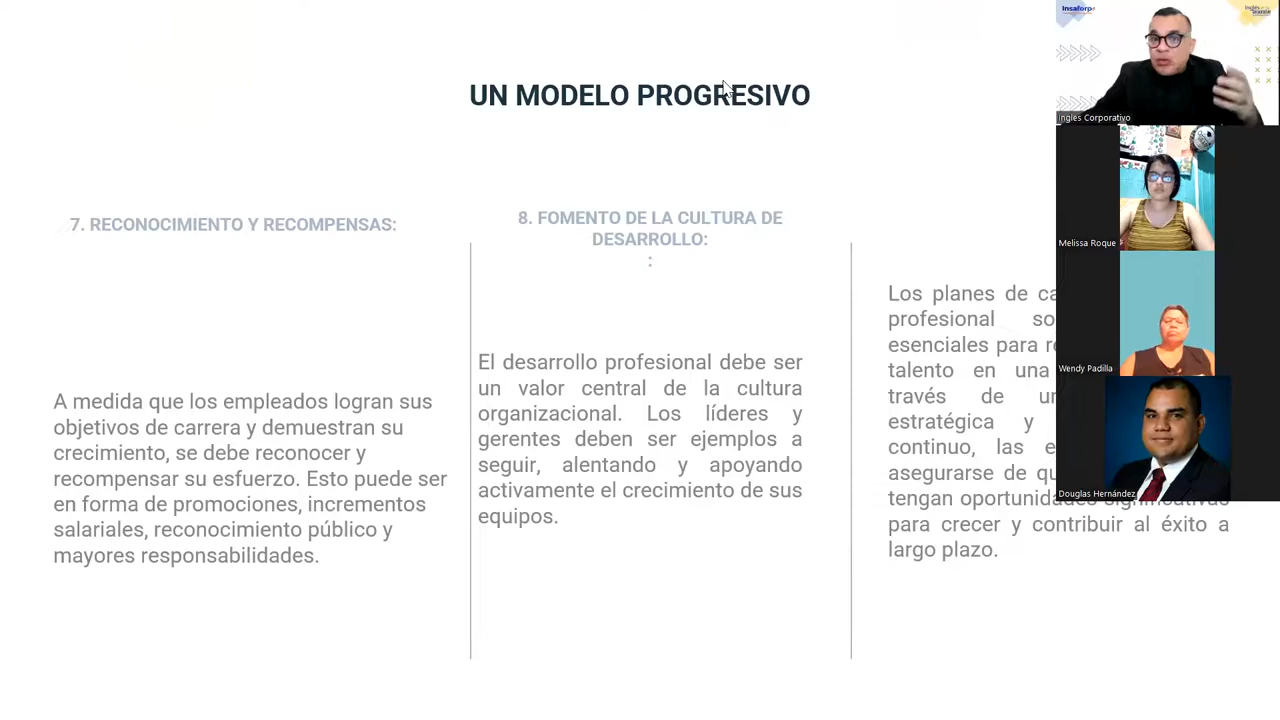 UN MODELO PROGRESIVO
7. RECONOCIMIENTO Y RECOMPENSAS:
A medida que los empleados logran sus
objetivos de carrera y demuestran su
crecimiento, se debe reconocer y
recompensar su esfuerzo. Esto puede ser
en forma de promociones, incrementos
salariales, reconocimiento público y
mayores responsabilidades.
8. FOMENTO DE LA CULTURA DE
DESARROLLO:
:
El desarrollo profesional debe ser
un valor central de la cultura
organizacional. Los líderes y
gerentes deben ser ejemplos a
seguir, alentando y apoyando
activamente el crecimiento de sus
equipos.
Los planes de
profesional
esenciales para
talento en una
través de
estratégica y
continuo, las
asegurarse de
tengan oportunidades significativas
para crecer y contribuir al éxito a
largo plazo.
Insaforp
Ingles Corporativo
Melissa Roque
Wendy Padilla
Douglas Hernández